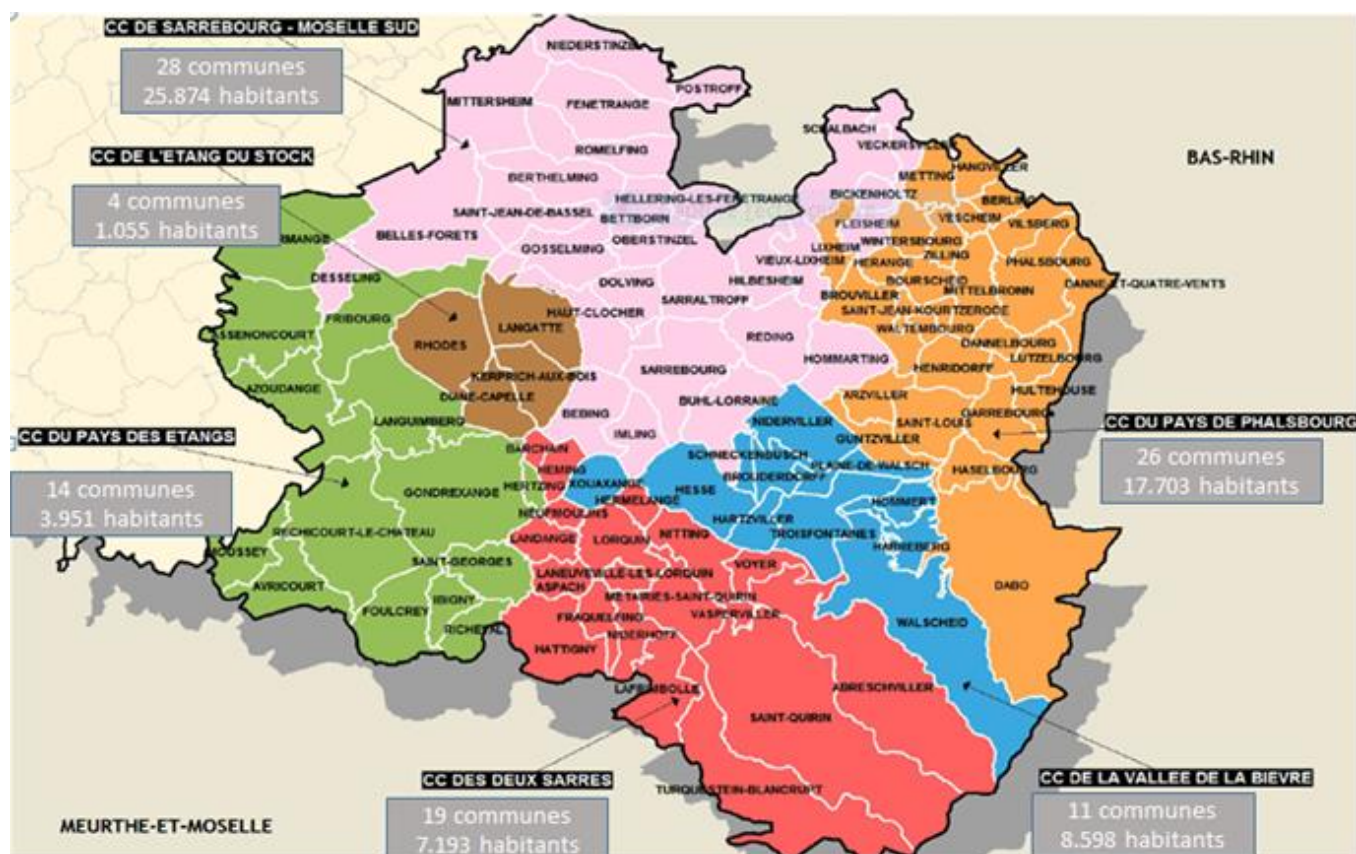 CC DE SARREBOURG - MOSELLE SUD
28 communes
25.874 habitants
CC DE L'ETANG DU STOCK
4 communes
1.055 habitants
CC DU PAYS DES ETANGS
14 communes
3.951 habitants
CC DU PAYS DE PHALSBOURG
26 communes
17.703 habitants
CC DES DEUX SARRES
19 communes
7.193 habitants
CC DE LA VALLEE DE LA BIEVRE
11 communes
8.598 habitants
BAS-RHIN
MEURTHE-ET-MOSELLE
NIEDERSTINZEL
POSTROFF
MITTERSHEIM
FENETRANGE
ROMELFING
BERTHELMING
HELLERING-LES-FENETRANGE
SAINT-JEAN-DE-BASSEL
BETTBORN
BELLES-FORETS
GOSSELMING
OBERSTINZEL
DESSELING
DOLVING
HILBESHEIM
VIEUX-LIXHEIM
SARRALTROFF
HAUT-CLOCHER
REDING
HOMMARTING
SARREBOURG
BUHL-LORRAINE
BEBING
IMLING
SCHALBACH
BICKENHOLTZ
FLEISHEIM
LIXHEIM
METTING
HANGVILLER
BERLING
VESCHEIM
VILSBERG
WINTERSBOURG
ZILLING
HERANGE
PHALSBOURG
BOURSCHEID
MITTELBRONN
DANNE-ET-QUATRE-VENTS
BROUVILLER
SAINT-JEAN-KOURTZERODE
WALTEMBOURG
DANNELBOURG
LUTZELBOURG
HENRIDORFF
HULTEHOUSE
ARZVILLER
SAINT-LOUIS
GARREBOURG
GUNTZVILLER
HASELBOURG
DABO
FRIBOURG
RHODES
LANGATTE
KERPRICH-AUX-BOIS
DIANE-CAPELLE
AZOUDANGE
LANGUIMBERG
GONDREXANGE
RECHICOURT-LE-CHATEAU
MOUSSEY
AVRICOURT
SAINT-GEORGES
FOULCREY
IBIGNY
RICHEVAL
BARCHAIN
HEMING
HERTZING
XOUAXANGE
HERMELANGE
NEUFMOULINS
LANDANGE
LORQUIN
NITTING
VOYER
LANEUVEVILLE-LES-LORQUIN
ASPACH
METAIRIES-SAINT-QUIRIN
VASPERVILLER
FRAQUELFING
NIDERHOFF
HATTIGNY
LAFRIMBOLLE
SAINT-QUIRIN
ABRESCHVILLER
TURQUESTEIN-BLANCRUPT
NIDERVILLER
SCHNECKENBUSCH
BROUDERDORFF
PLAINE-DE-WALSCH
HESSE
HARTZVILLER
TROISFONTAINES
HOMMERT
HARREBERG
WALSCHEID